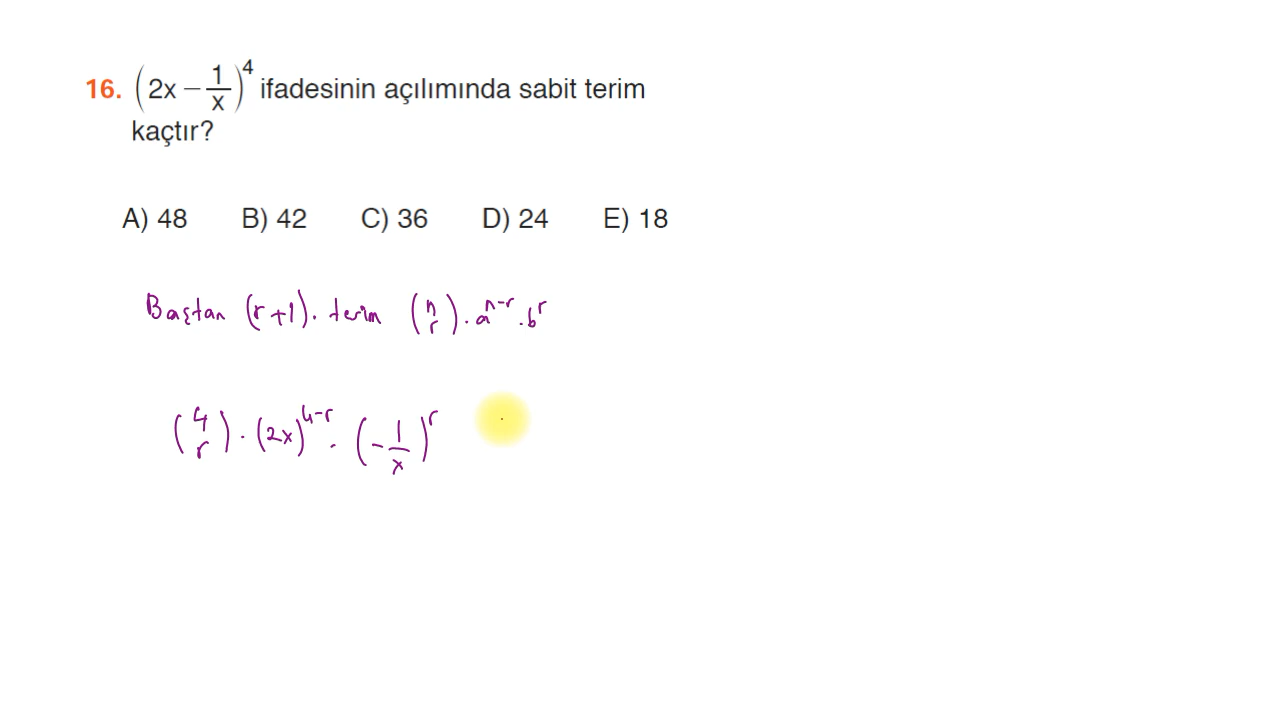 16. (2x − 1/x)^4 ifadesinin açılımında sabit terim
kaçtır?
A) 48 B) 42 C) 36 D) 24 E) 18
Baştan (r+1). terim (n r) . a^n-r . b^r
(4 r) . (2x)^4-r . (-1/x)^r